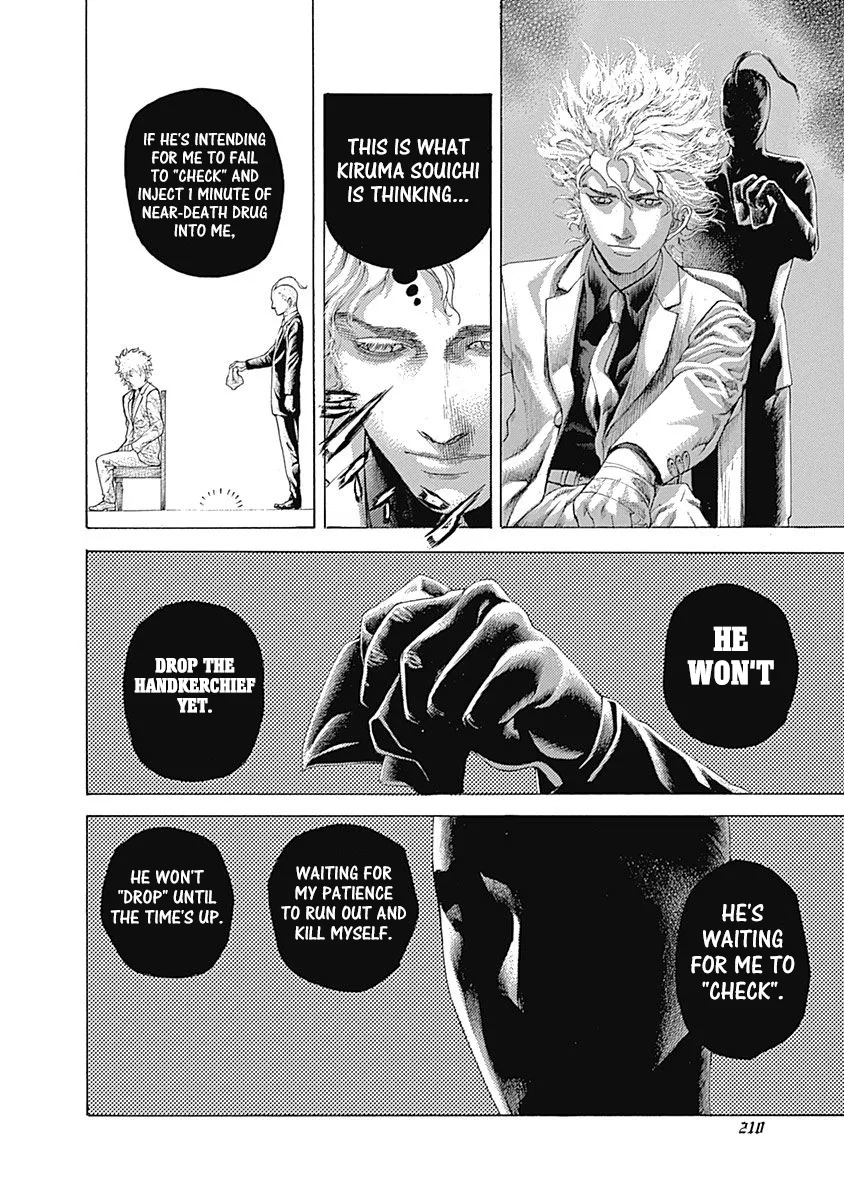 THIS IS WHAT
KIRUMA SOUICHI
IS THINKING...
IF HE'S INTENDING
FOR ME TO FAIL
TO "CHECK" AND
INJECT 1 MINUTE OF
NEAR-DEATH DRUG
INTO ME,
HE
WON'T
DROP THE
HANDKERCHIEF
YET.
HE'S
WAITING
FOR ME TO
"CHECK".
WAITING FOR
MY PATIENCE
TO RUN OUT AND
KILL MYSELF.
HE WON'T
"DROP" UNTIL
THE TIME'S UP.
210